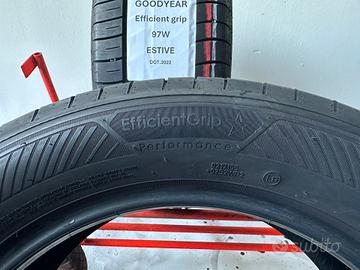 GOODYEAR
Efficient grip
97W
ESTIVE
DOT.2022
EfficientGrip
Performance
subito